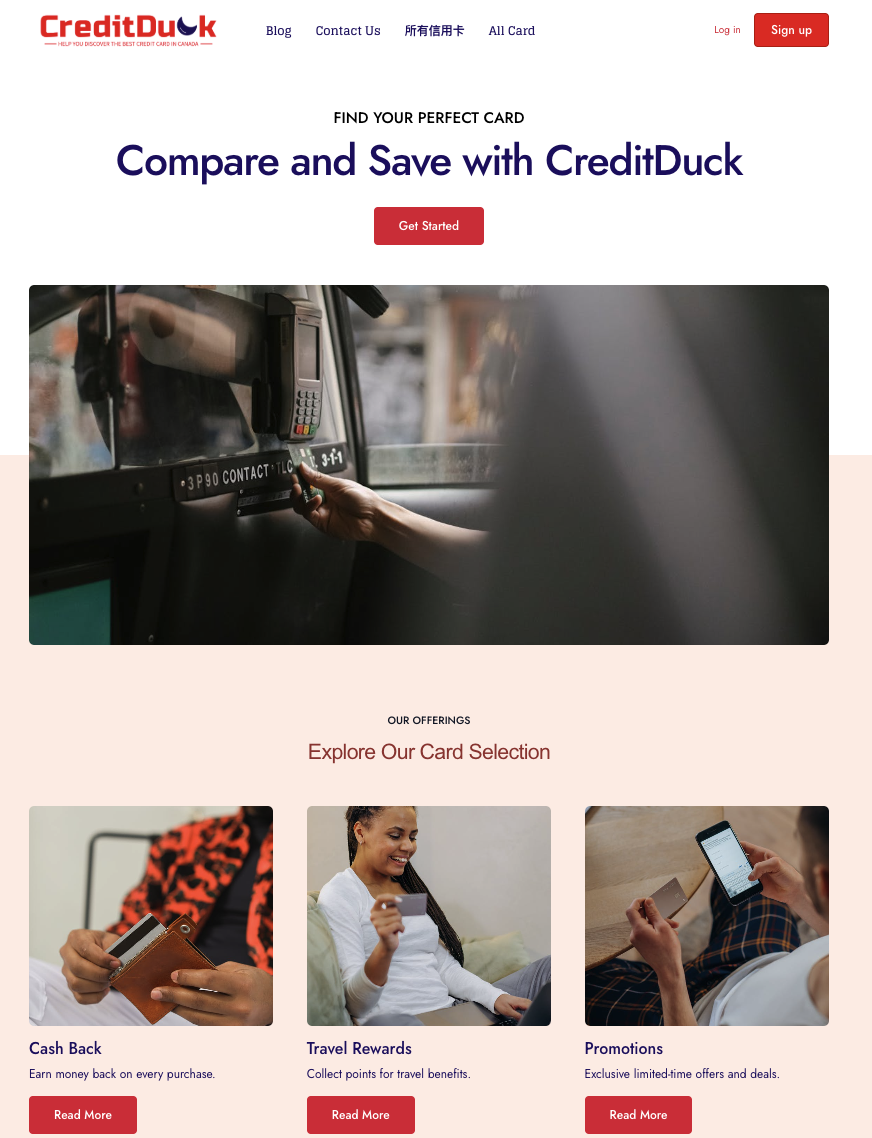 CreditDuck
HELP YOU DISCOVER THE BEST CREDIT CARD IN CANADA
Blog Contact Us 所有信用卡 All Card
Log in Sign up
FIND YOUR PERFECT CARD
Compare and Save with CreditDuck
Get Started
3P90 CONTACT TLC
3-1-1
OUR OFFERINGS
Explore Our Card Selection
Cash Back Travel Rewards Promotions
Earn money back on every purchase. Collect points for travel benefits. Exclusive limited-time offers and deals.
Read More Read More Read More